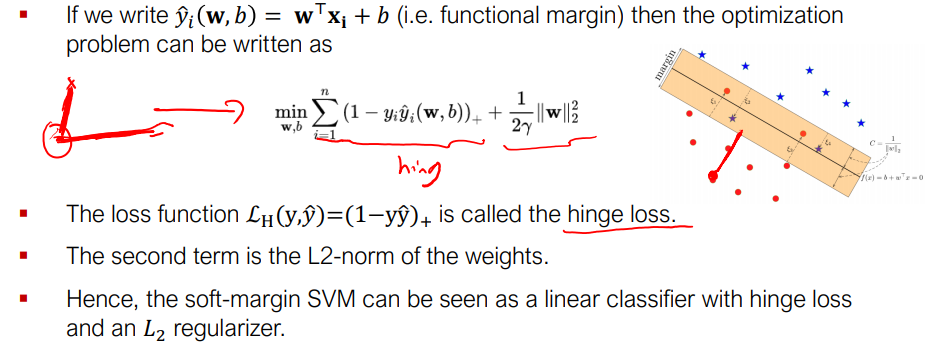 If we write ŷᵢ(𝐰, b) = 𝐰ᵀ𝐱ᵢ + b (i.e. functional margin) then the optimization
problem can be written as
min_{𝐰,b} ∑_{i=1}^{n} (1 − yᵢŷᵢ(𝐰, b))₊ + 1/(2γ) ‖𝐰‖₂²
hing
margin
C = 1/‖w‖₂
f(x) = b + wᵀx = 0
The loss function ℒ_H(y,ŷ)=(1−yŷ)₊ is called the hinge loss.
The second term is the L2-norm of the weights.
Hence, the soft-margin SVM can be seen as a linear classifier with hinge loss
and an L₂ regularizer.